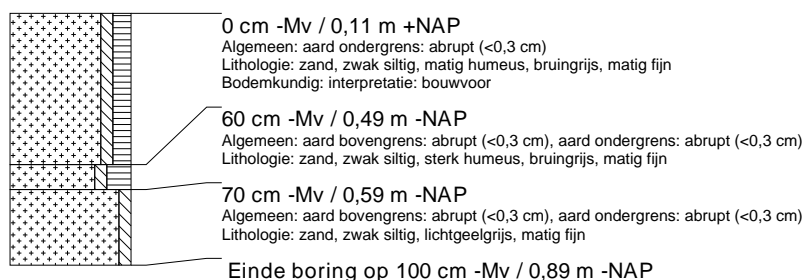 0 cm -Mv / 0,11 m +NAP
Algemeen: aard ondergrens: abrupt (<0,3 cm)
Lithologie: zand, zwak siltig, matig humeus, bruingrijs, matig fijn
Bodemkundig: interpretatie: bouwvoor
60 cm -Mv / 0,49 m -NAP
Algemeen: aard bovengrens: abrupt (<0,3 cm), aard ondergrens: abrupt (<0,3 cm)
Lithologie: zand, zwak siltig, sterk humeus, bruingrijs, matig fijn
70 cm -Mv / 0,59 m -NAP
Algemeen: aard bovengrens: abrupt (<0,3 cm), aard ondergrens: abrupt (<0,3 cm)
Lithologie: zand, zwak siltig, lichtgeelgrijs, matig fijn
Einde boring op 100 cm -Mv / 0,89 m -NAP